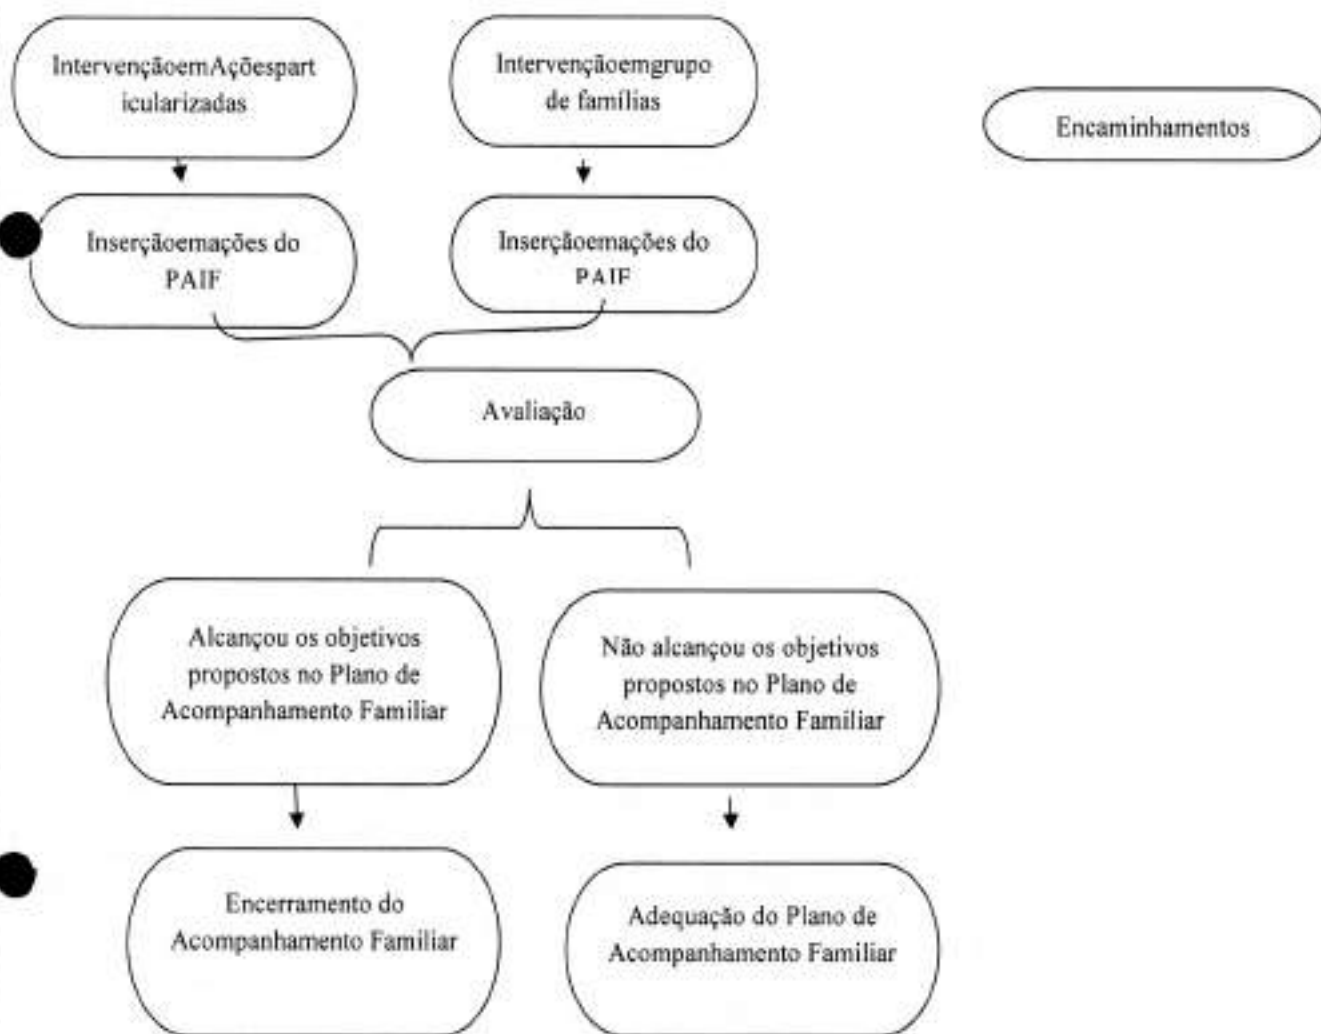 IntervençãoemAçõespart
icularizadas
Intervençãoemgrupo
de famílias
Encaminhamentos
Inserçãoemações do
PAIF
Inserçãoemações do
PAIF
Avaliação
Alcançou os objetivos
propostos no Plano de
Acompanhamento Familiar
Não alcançou os objetivos
propostos no Plano de
Acompanhamento Familiar
Encerramento do
Acompanhamento Familiar
Adequação do Plano de
Acompanhamento Familiar